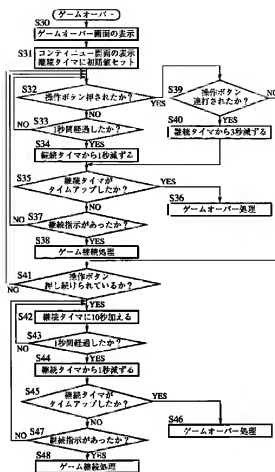 ゲームオーバー
S30
ゲームオーバー画面の表示
S31
コンティニュー画面の表示
継続タイマに初期値セット
S32
操作ボタン押されたか？
YES
NO
S39
操作ボタン
連打されたか？
NO
YES
S33
1秒間経過したか？
NO
YES
S40
継続タイマから3秒減ずる
S34
継続タイマから1秒減ずる
S35
継続タイマが
タイムアップしたか？
YES
NO
S36
ゲームオーバー処理
S37
継続指示があったか？
NO
YES
S38
ゲーム継続処理
S41
操作ボタン
押し続けられているか？
NO
YES
S42
継続タイマに10秒加える
S43
1秒間経過したか？
NO
YES
S44
継続タイマから1秒減ずる
S45
継続タイマが
タイムアップしたか？
YES
NO
S46
ゲームオーバー処理
S47
継続指示があったか？
NO
YES
S48
ゲーム継続処理